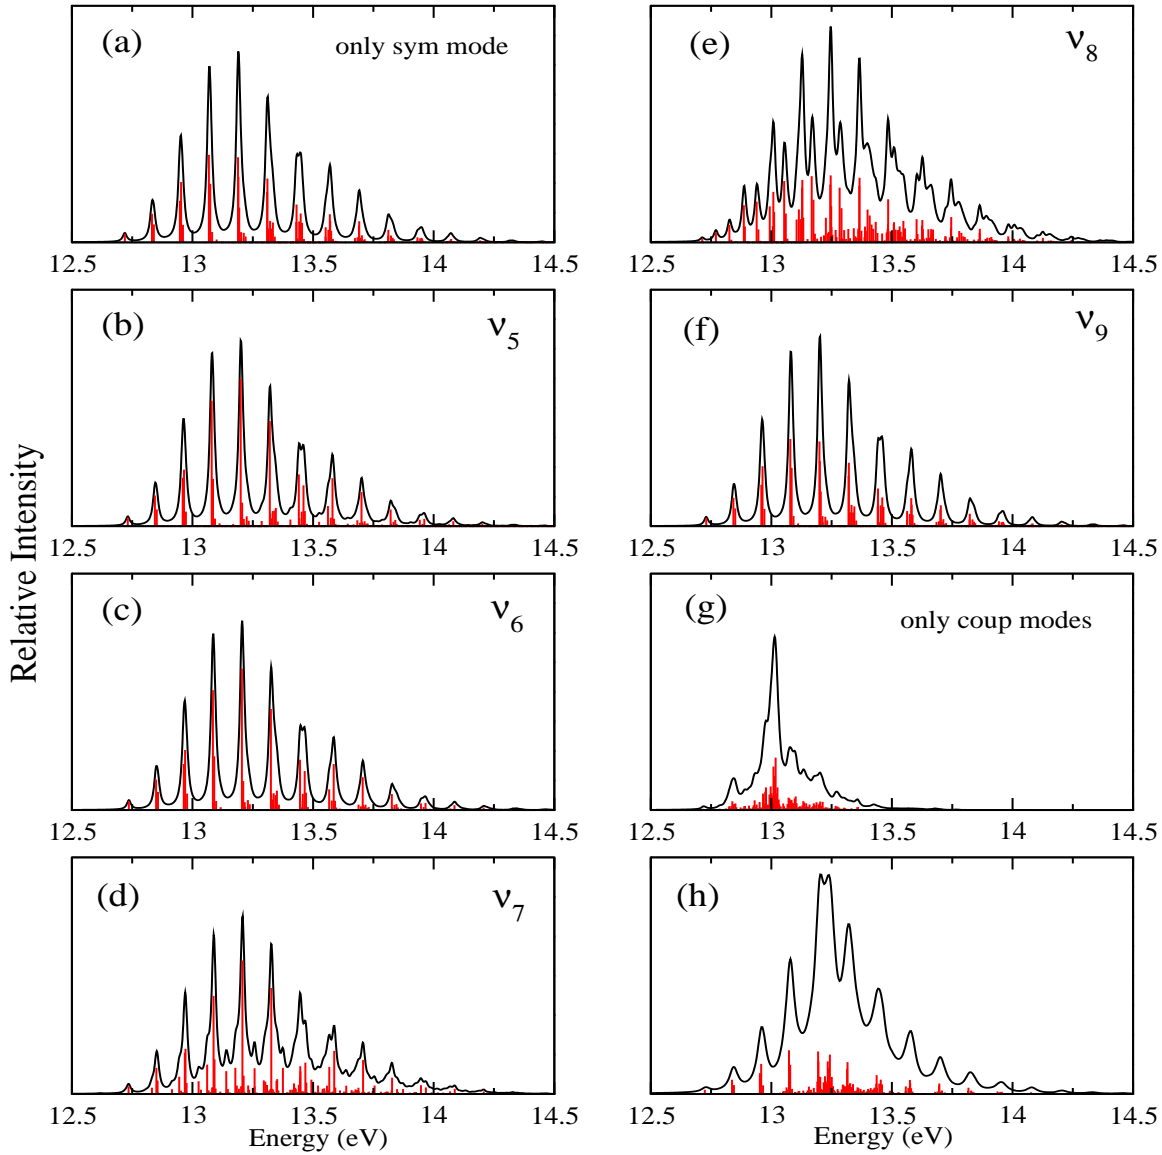 (a)
only sym mode
12.5 13 13.5 14 14.5
(b)
ν5
12.5 13 13.5 14 14.5
(c)
ν6
12.5 13 13.5 14 14.5
(d)
ν7
12.5 13 13.5 14 14.5
Energy (eV)
Relative Intensity
(e)
ν8
12.5 13 13.5 14 14.5
(f)
ν9
12.5 13 13.5 14 14.5
(g)
only coup modes
12.5 13 13.5 14 14.5
(h)
12.5 13 13.5 14 14.5
Energy (eV)